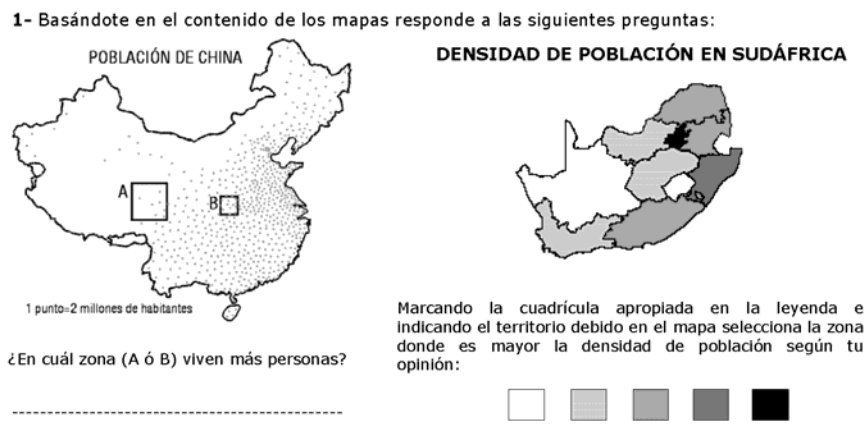 1- Basándote en el contenido de los mapas responde a las siguientes preguntas:
POBLACIÓN DE CHINA
A
B
1 punto=2 millones de habitantes
¿En cuál zona (A ó B) viven más personas?
DENSIDAD DE POBLACIÓN EN SUDÁFRICA
Marcando la cuadrícula apropiada en la leyenda e
indicando el territorio debido en el mapa selecciona la zona
donde es mayor la densidad de población según tu
opinión: